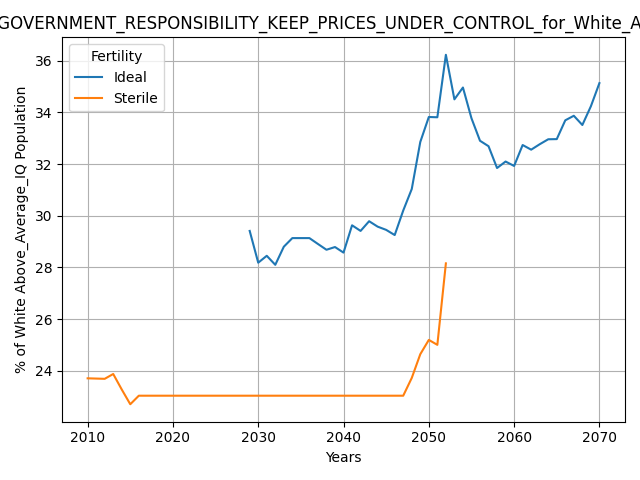 GOVERNMENT_RESPONSIBILITY_KEEP_PRICES_UNDER_CONTROL_for_White_A
Fertility
Ideal
Sterile
% of White Above_Average_IQ Population
36
34
32
30
28
26
24
2010 2020 2030 2040 2050 2060 2070
Years